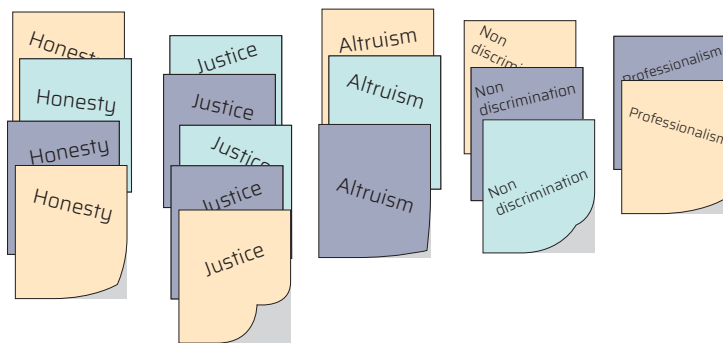 Honesty
Honesty
Honesty
Honesty
Justice
Justice
Justice
Justice
Justice
Altruism
Altruism
Altruism
Non
discrimination
Non
discrimination
Non
discrimination
Professionalism
Professionalism